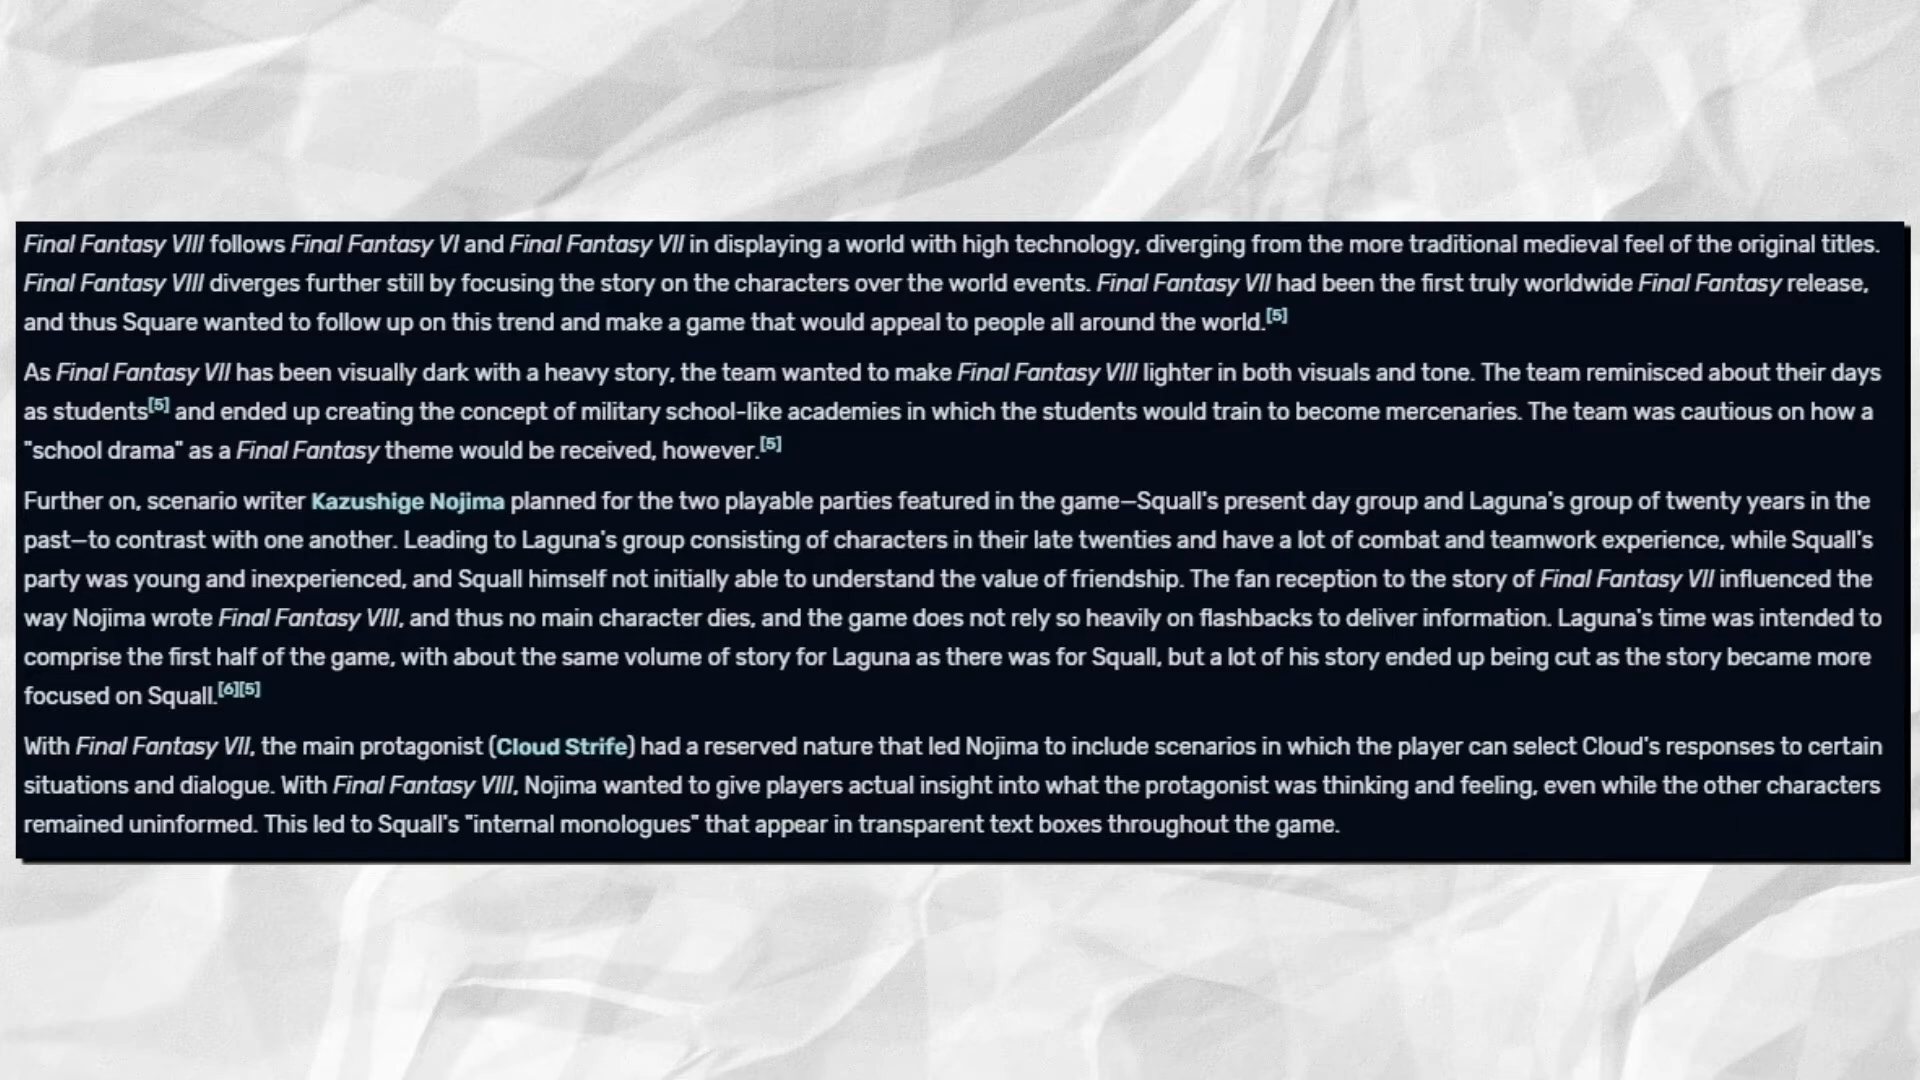 Final Fantasy VIII follows Final Fantasy VI and Final Fantasy VII in displaying a world with high technology, diverging from the more traditional medieval feel of the original titles.
Final Fantasy VIII diverges further still by focusing the story on the characters over the world events. Final Fantasy VII had been the first truly worldwide Final Fantasy release,
and thus Square wanted to follow up on this trend and make a game that would appeal to people all around the world.[5]
As Final Fantasy VII has been visually dark with a heavy story, the team wanted to make Final Fantasy VIII lighter in both visuals and tone. The team reminisced about their days
as students[5] and ended up creating the concept of military school-like academies in which the students would train to become mercenaries. The team was cautious on how a
"school drama" as a Final Fantasy theme would be received, however.[5]
Further on, scenario writer Kazushige Nojima planned for the two playable parties featured in the game—Squall's present day group and Laguna's group of twenty years in the
past—to contrast with one another. Leading to Laguna's group consisting of characters in their late twenties and have a lot of combat and teamwork experience, while Squall's
party was young and inexperienced, and Squall himself not initially able to understand the value of friendship. The fan reception to the story of Final Fantasy VII influenced the
way Nojima wrote Final Fantasy VIII, and thus no main character dies, and the game does not rely so heavily on flashbacks to deliver information. Laguna's time was intended to
comprise the first half of the game, with about the same volume of story for Laguna as there was for Squall, but a lot of his story ended up being cut as the story became more
focused on Squall.[6][5]
With Final Fantasy VII, the main protagonist (Cloud Strife) had a reserved nature that led Nojima to include scenarios in which the player can select Cloud's responses to certain
situations and dialogue. With Final Fantasy VIII, Nojima wanted to give players actual insight into what the protagonist was thinking and feeling, even while the other characters
remained uninformed. This led to Squall's "internal monologues" that appear in transparent text boxes throughout the game.